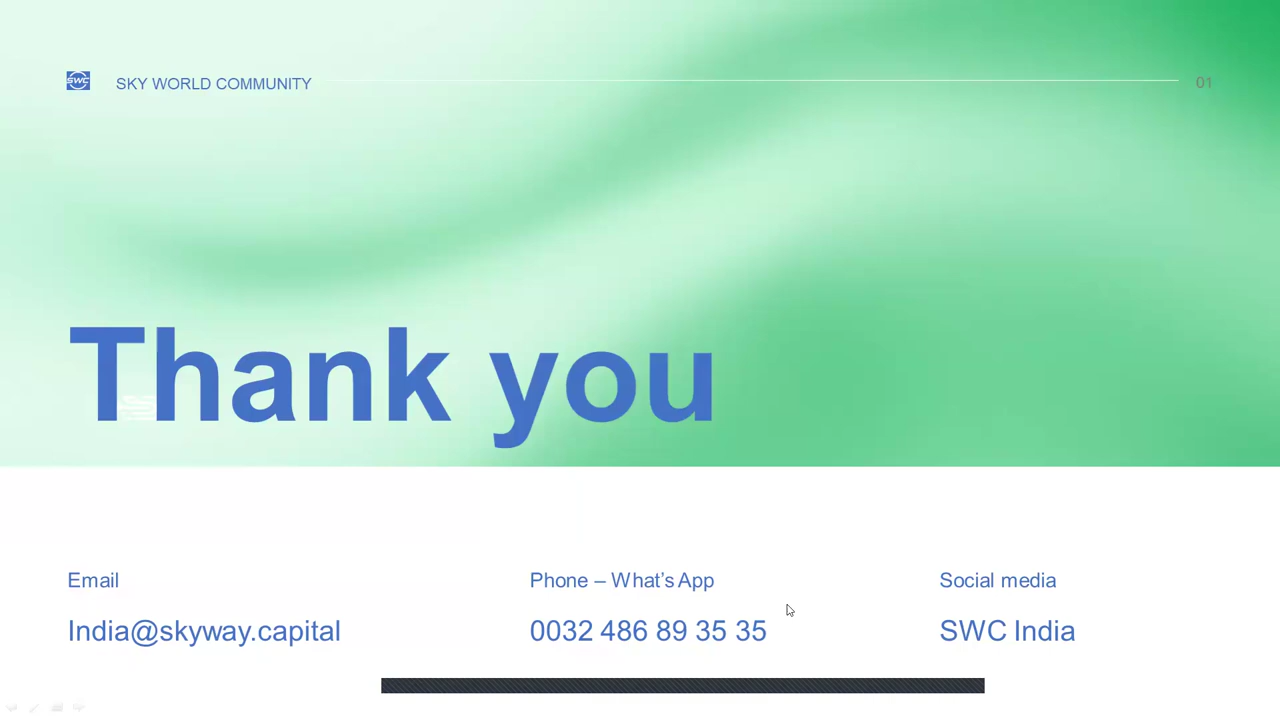 SWC
SKY WORLD COMMUNITY
01
Thank you
Email
Phone – What’s App
Social media
India@skyway.capital
0032 486 89 35 35
SWC India